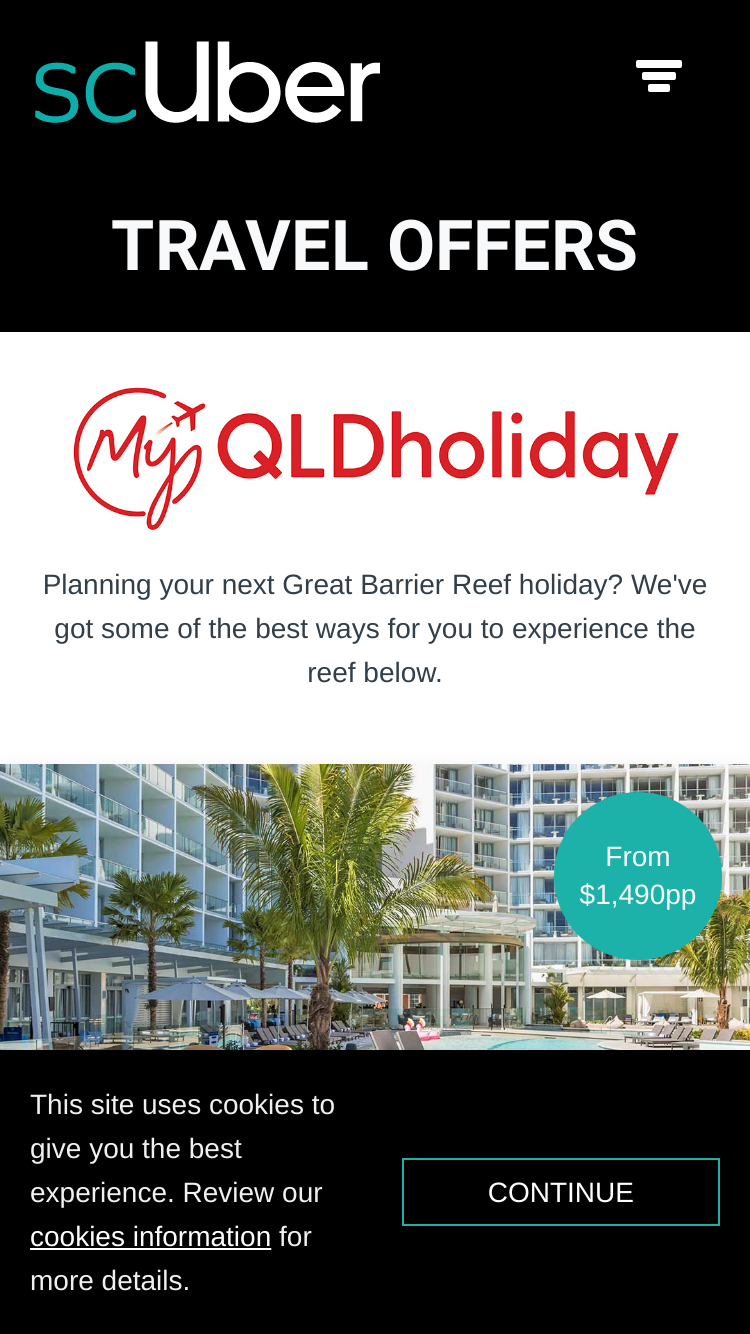 scUber
TRAVEL OFFERS
My QLDholiday
Planning your next Great Barrier Reef holiday? We've
got some of the best ways for you to experience the
reef below.
From
$1,490pp
This site uses cookies to
give you the best
experience. Review our
cookies information for
more details.
CONTINUE